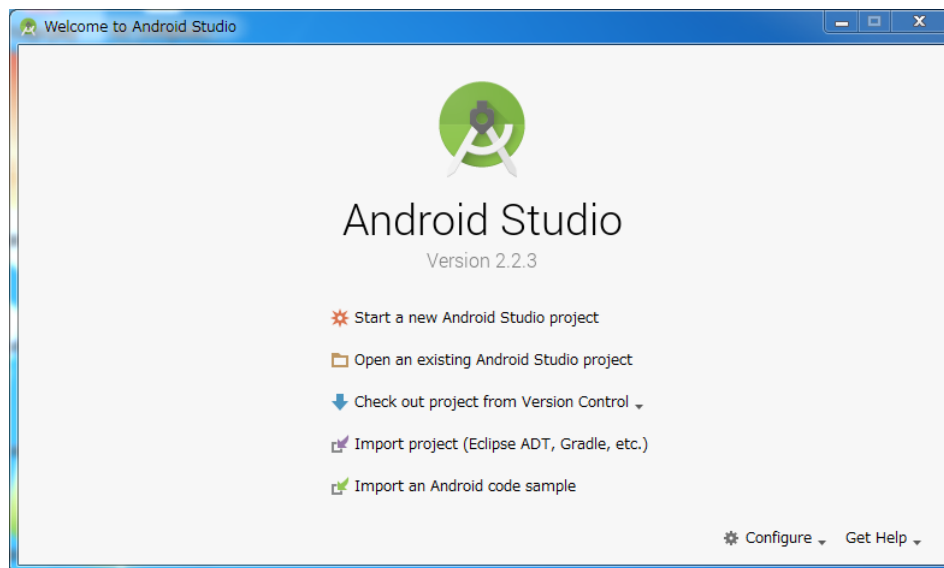 Welcome to Android Studio
Android Studio
Version 2.2.3
Start a new Android Studio project
Open an existing Android Studio project
Check out project from Version Control
Import project (Eclipse ADT, Gradle, etc.)
Import an Android code sample
Configure
Get Help